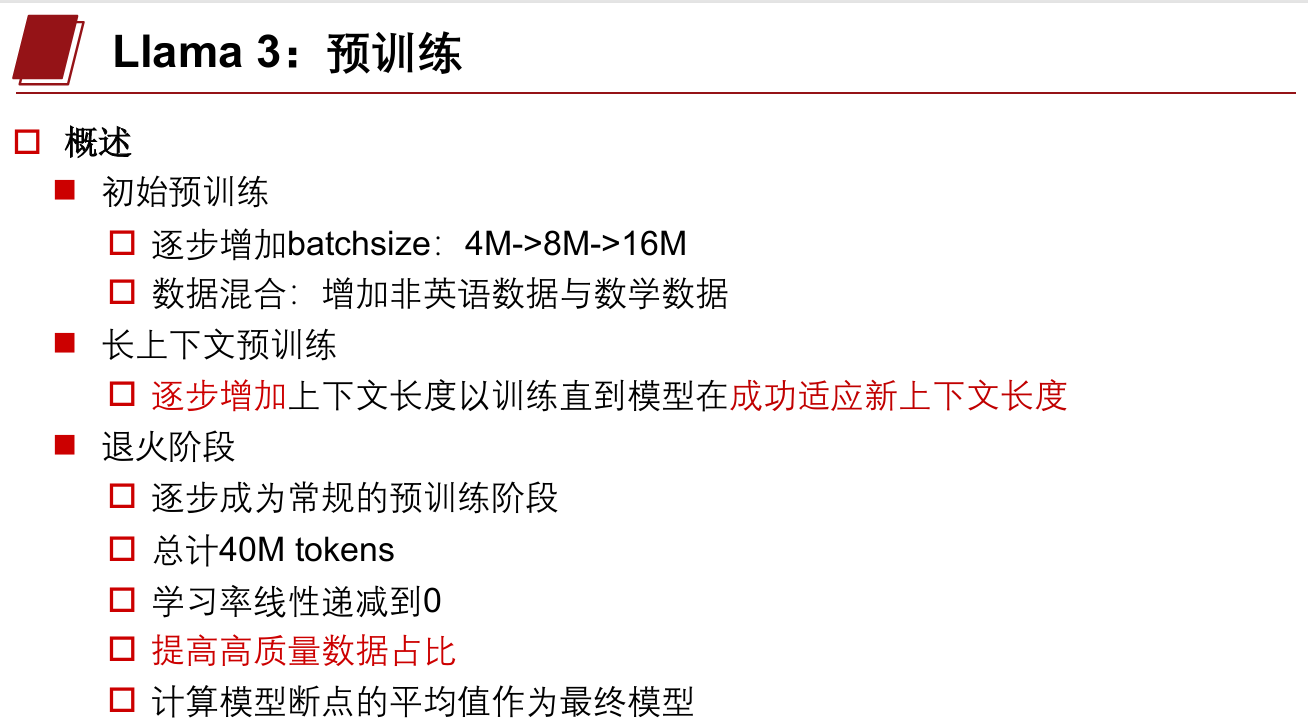 Llama 3：预训练
概述
初始预训练
逐步增加batchsize：4M->8M->16M
数据混合：增加非英语数据与数学数据
长上下文预训练
逐步增加上下文长度以训练直到模型在成功适应新上下文长度
退火阶段
逐步成为常规的预训练阶段
总计40M tokens
学习率线性递减到0
提高高质量数据占比
计算模型断点的平均值作为最终模型